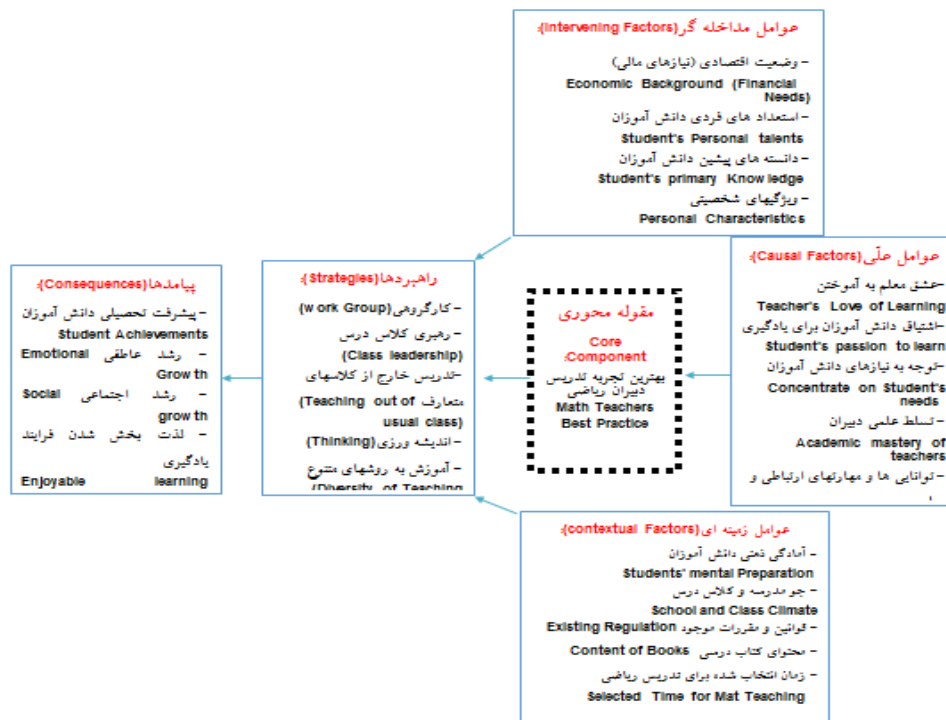 عوامل مداخله گر(Intervening Factors):
– وضعیت اقتصادی (نیازهای مالی)
Economic Background (Financial
Needs)
– استعداد های فردی دانش آموزان
Student's Personal talents
– دانسته های پیشین دانش آموزان
Student's primary Knowledge
– ویژگیهای شخصیتی
Personal Characteristics
عوامل علّی(Causal Factors):
–عشق معلم به آموختن
Teacher's Love of Learning
–اشتیاق دانش آموزان برای یادگیری
Student's passion to learn
–توجه به نیازهای دانش آموزان
Concentrate on Student's
needs
– تسلط علمی دبیران
Academic mastery of
teachers
– توانایی ها و مهارتهای ارتباطی و
مقوله محوری
Core
Component:
بهترین تجربه تدریس
دبیران ریاضی
Math Teachers
Best Practice
راهبردها(Strategies):
– کارگروهی(work Group)
– رهبری کلاس درس
(Class leadership)
–تدریس خارج از کلاسهای
متعارف (Teaching out of
usual class)
– اندیشه ورزی(Thinking)
– آموزش به روشهای متنوع
(Diversity of Teaching
پیامدها(Consequences):
– پیشرفت تحصیلی دانش آموزان
Student Achievements
– رشد عاطفی Emotional
Growth
– رشد اجتماعی Social
growth
– لذت بخش شدن فرایند
یادگیری
Enjoyable learning
عوامل زمینه ای(contextual Factors):
– آمادگی ذهنی دانش آموزان
Students' mental Preparation
– جو مدرسه و کلاس درس
School and Class Climate
– قوانین و مقررات موجود Existing Regulation
– محتوای کتاب درسی Content of Books
– زمان انتخاب شده برای تدریس ریاضی
Selected Time for Mat Teaching